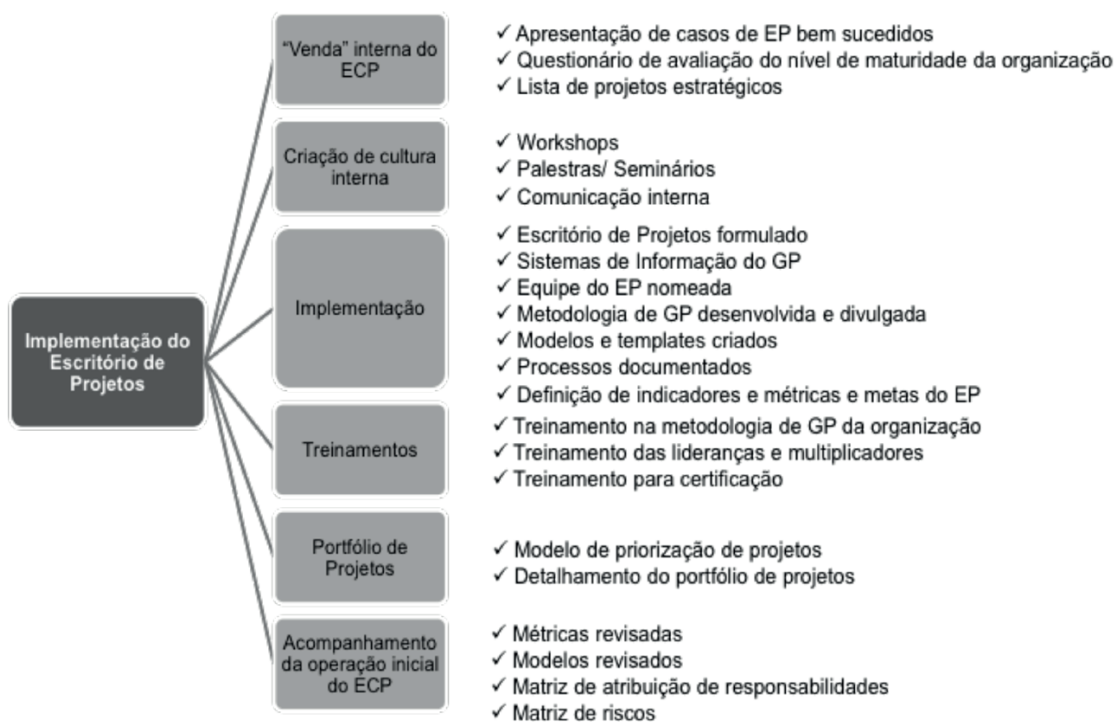 Implementação do
Escritório de
Projetos
“Venda” interna do
ECP
✓ Apresentação de casos de EP bem sucedidos
✓ Questionário de avaliação do nível de maturidade da organização
✓ Lista de projetos estratégicos
Criação de cultura
interna
✓ Workshops
✓ Palestras/ Seminários
✓ Comunicação interna
Implementação
✓ Escritório de Projetos formulado
✓ Sistemas de Informação do GP
✓ Equipe do EP nomeada
✓ Metodologia de GP desenvolvida e divulgada
✓ Modelos e templates criados
✓ Processos documentados
✓ Definição de indicadores e métricas e metas do EP
Treinamentos
✓ Treinamento na metodologia de GP da organização
✓ Treinamento das lideranças e multiplicadores
✓ Treinamento para certificação
Portfólio de
Projetos
✓ Modelo de priorização de projetos
✓ Detalhamento do portfólio de projetos
Acompanhamento
da operação inicial
do ECP
✓ Métricas revisadas
✓ Modelos revisados
✓ Matriz de atribuição de responsabilidades
✓ Matriz de riscos